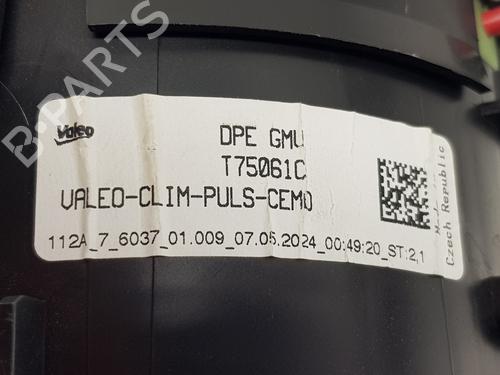 B-PARTS
Valeo
DPE GMU
T75061C
VALEO-CLIM-PULS-CEMO
112A_7_6037_01.009_07.05.2024_00:49:20_ST:2,1
Czech Republic